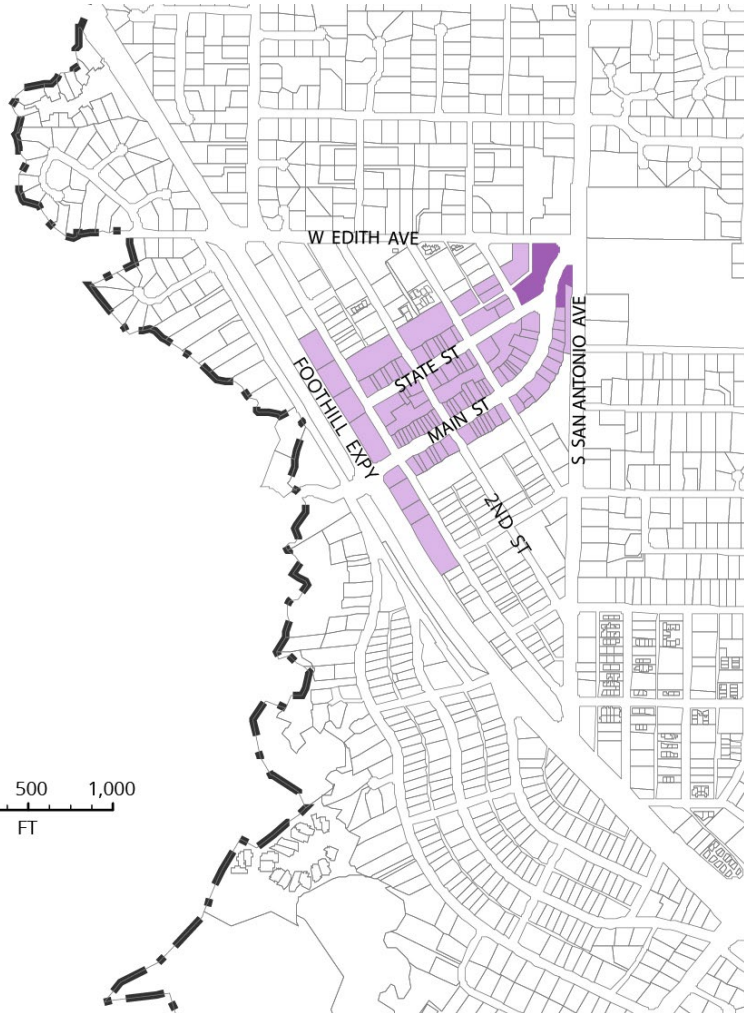 W EDITH AVE
FOOTHILL EXPY
STATE ST
MAIN ST
S SAN ANTONIO AVE
2ND ST
500 1,000
FT